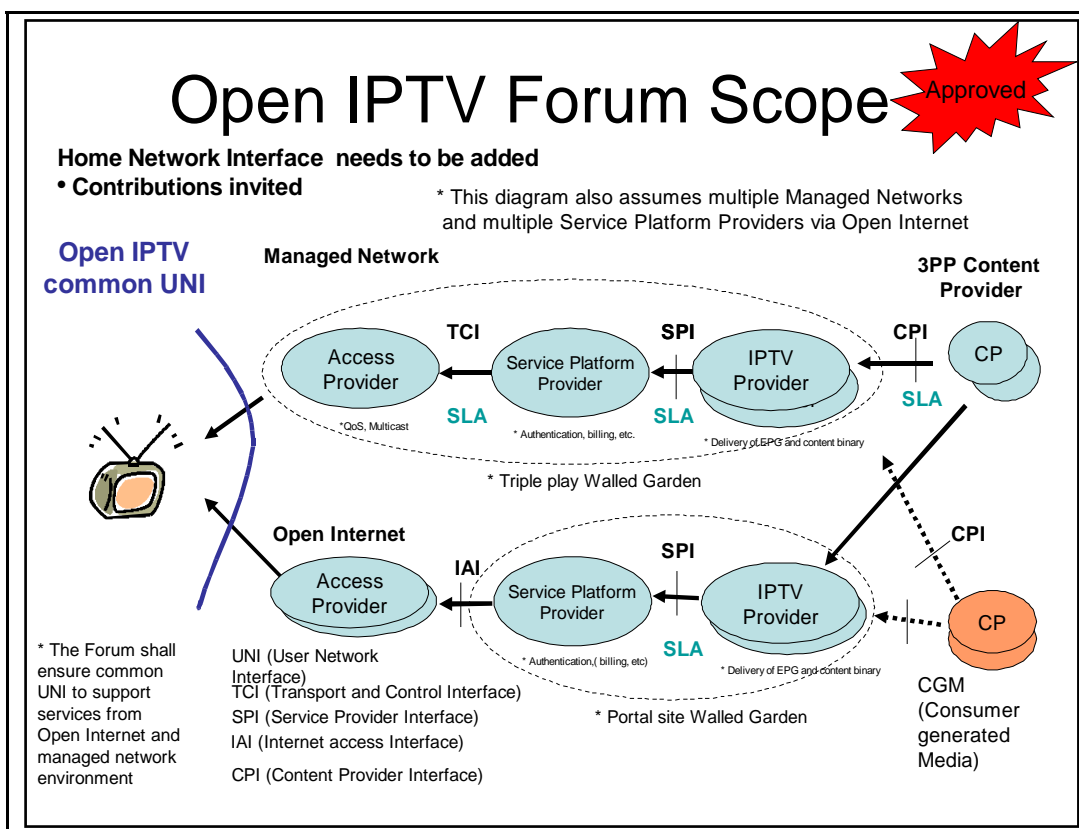 Open IPTV Forum Scope
Approved
Home Network Interface needs to be added
• Contributions invited
* This diagram also assumes multiple Managed Networks
and multiple Service Platform Providers via Open Internet
Open IPTV
common UNI
Managed Network
3PP Content
Provider
TCI
SPI
CPI
Access
Provider
Service Platform
Provider
IPTV
Provider
CP
SLA
SLA
SLA
*QoS, Multicast
* Authentication, billing, etc.
* Delivery of EPG and content binary
* Triple play Walled Garden
Open Internet
IAI
SPI
CPI
Access
Provider
Service Platform
Provider
IPTV
Provider
CP
SLA
* Authentication,( billing, etc)
* Delivery of EPG and content binary
* Portal site Walled Garden
CGM
(Consumer
generated
Media)
* The Forum shall
ensure common
UNI to support
services from
Open Internet and
managed network
environment
UNI (User Network
Interface)
TCI (Transport and Control Interface)
SPI (Service Provider Interface)
IAI (Internet access Interface)
CPI (Content Provider Interface)